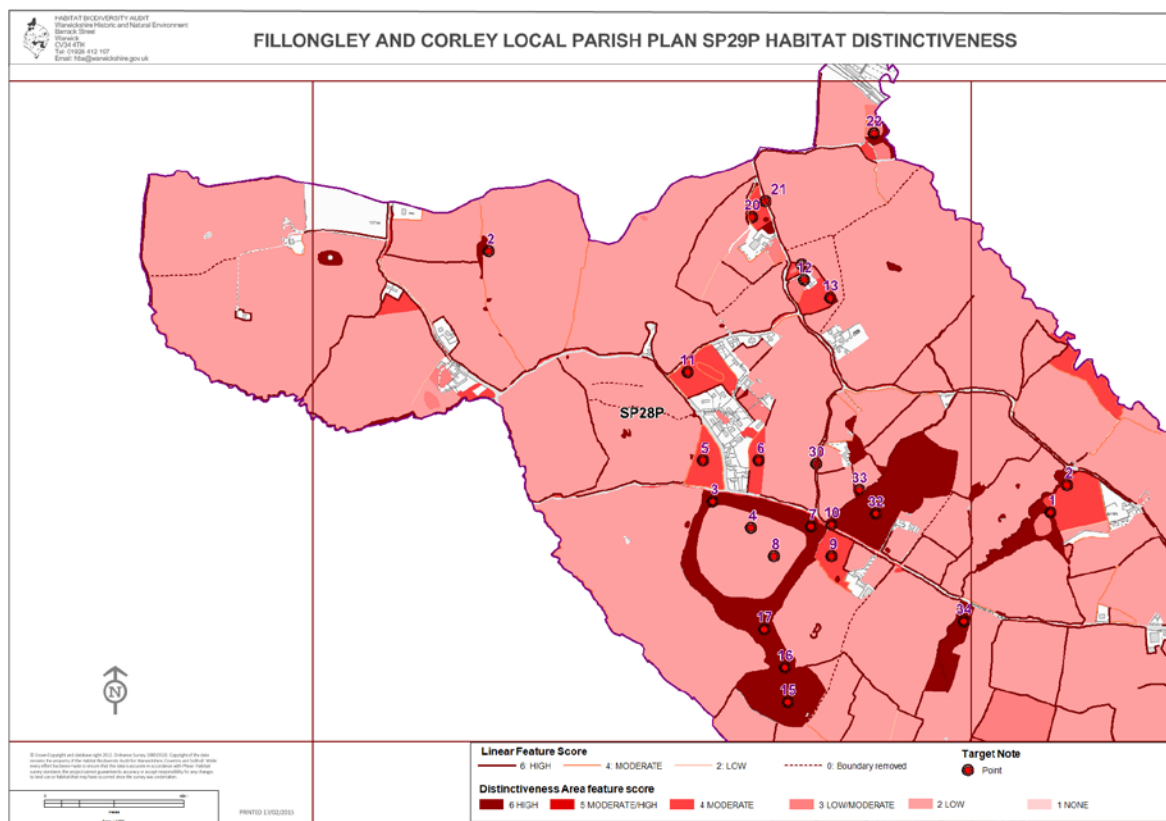 HABITAT BIODIVERSITY AUDIT
Warwickshire Historic and Natural Environment
Barrack Street
Warwick
CV34 4TH
Tel: 01926 412 197
Email: hba@warwickshire.gov.uk
FILLONGLEY AND CORLEY LOCAL PARISH PLAN SP29P HABITAT DISTINCTIVENESS
22
21
20
2
12
13
11
SP28P
5
6
30
33
2
3
32
1
4
7
10
8
9
34
17
16
15
N
PRINTED 13/02/2015
Linear Feature Score
6: HIGH
4: MODERATE
2: LOW
0: Boundary removed
Target Note
Point
Distinctiveness Area feature score
6 HIGH
5 MODERATE/HIGH
4 MODERATE
3 LOW/MODERATE
2 LOW
1 NONE